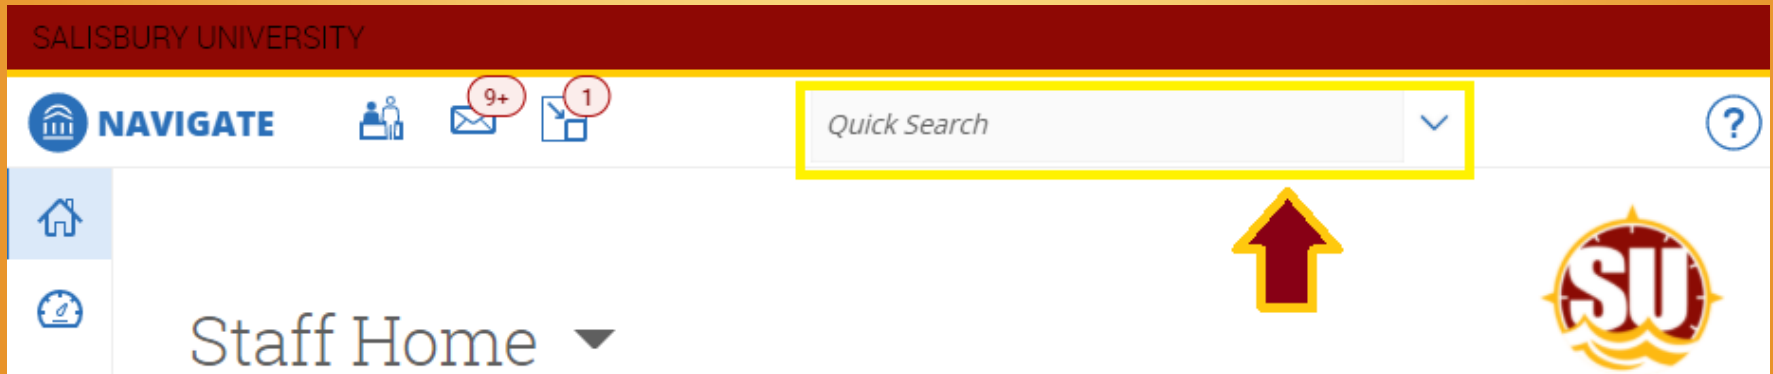 SALISBURY UNIVERSITY
NAVIGATE
9+
1
Quick Search
?
Staff Home
SU